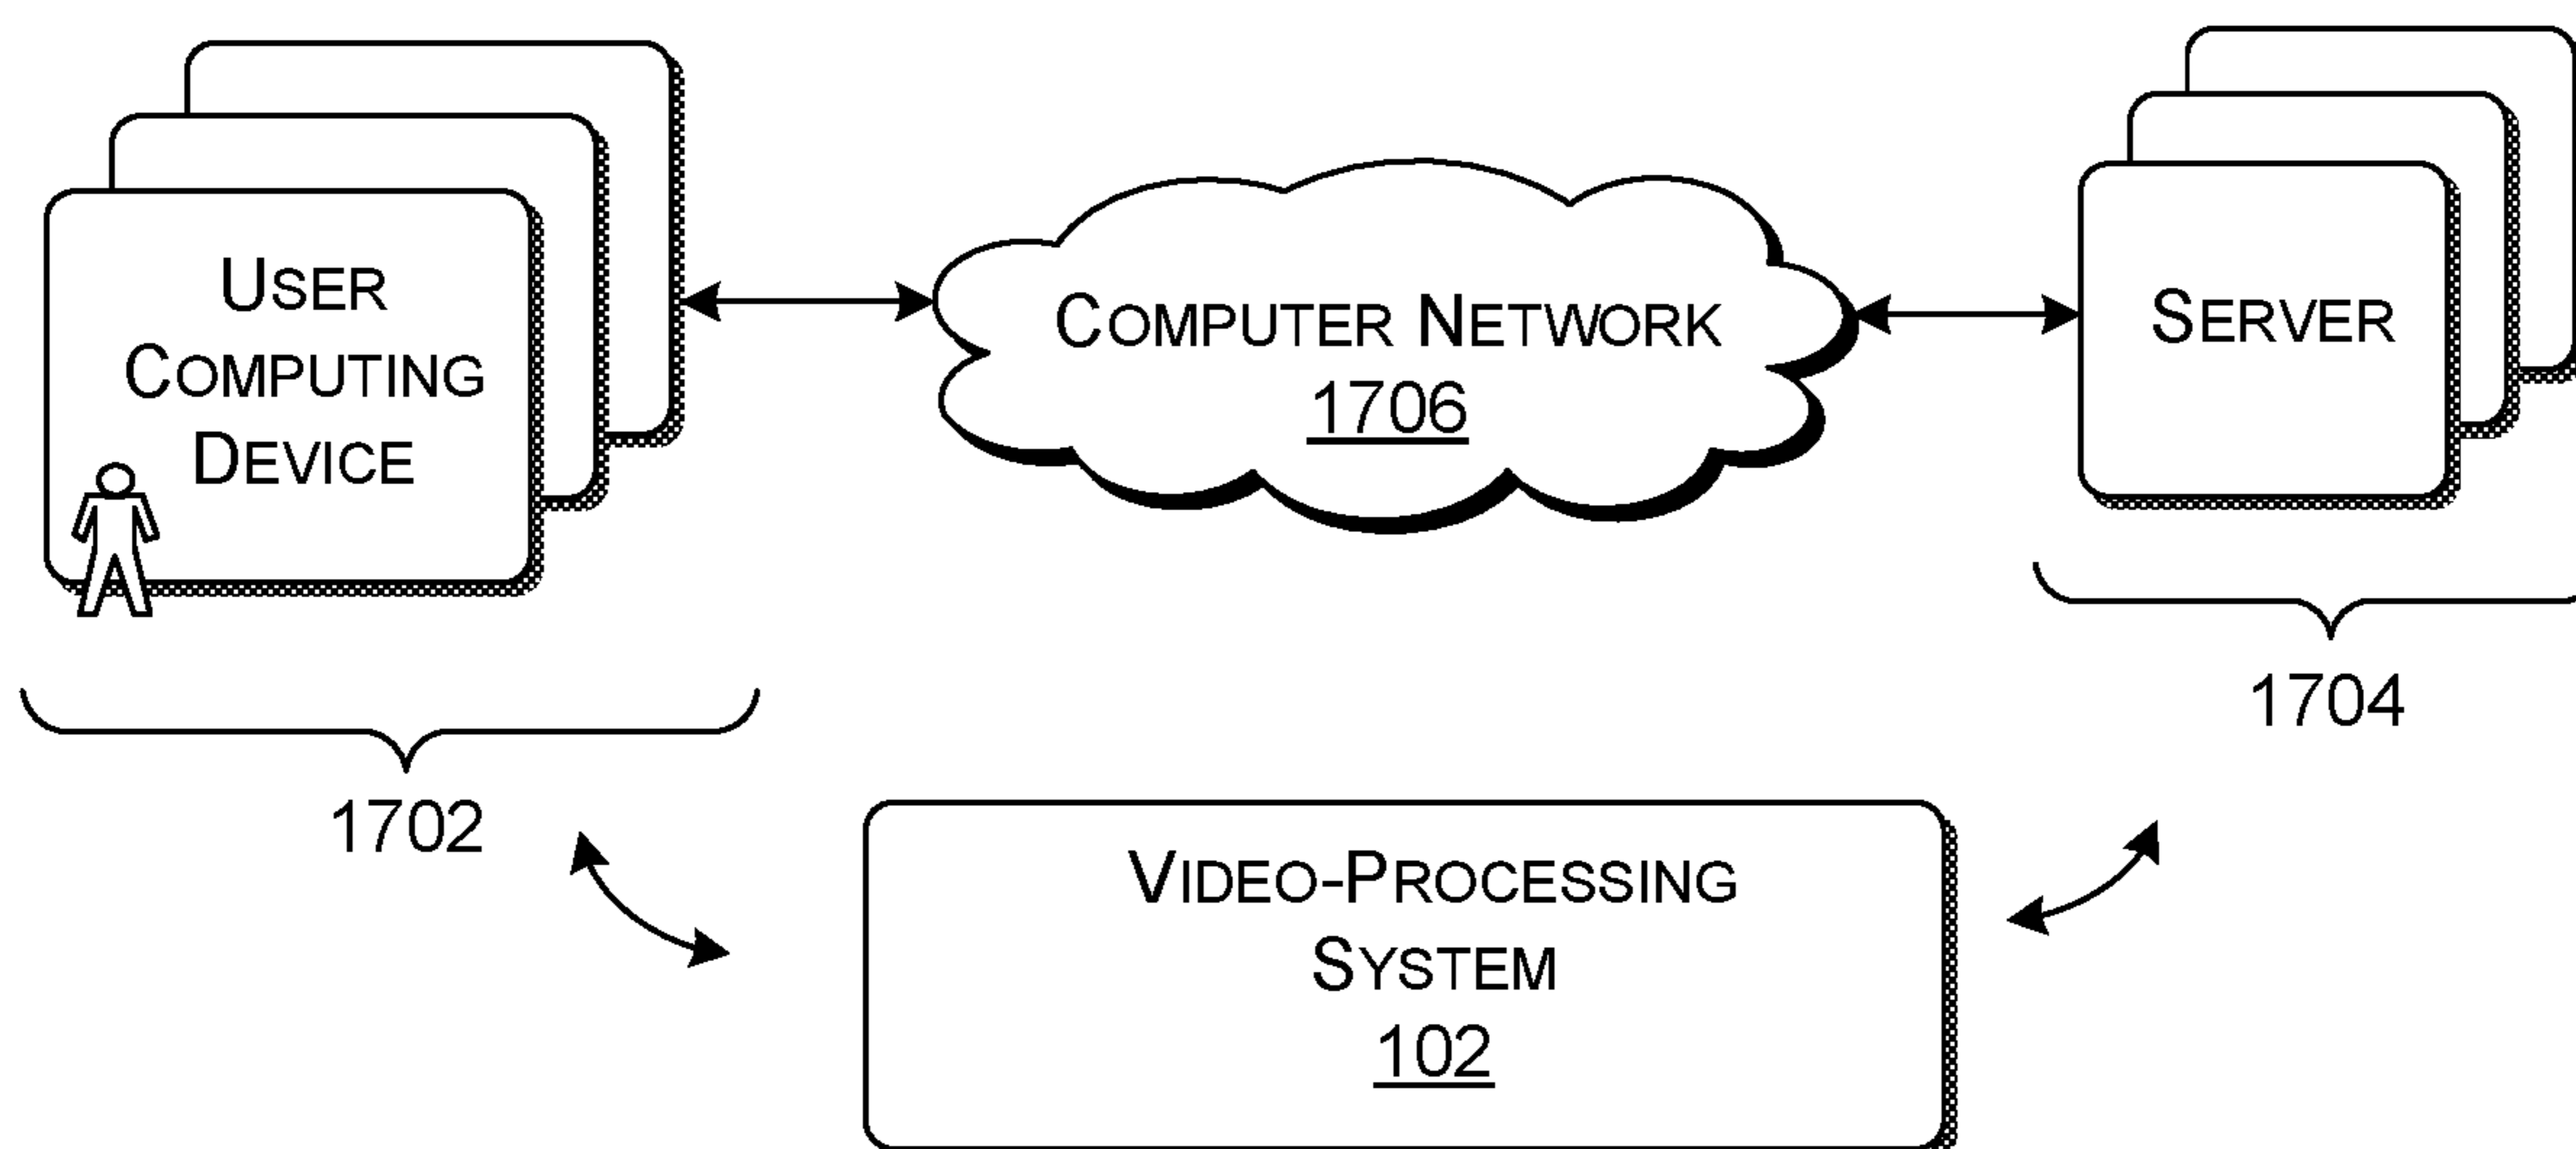 USER
COMPUTING
DEVICE
1702
COMPUTER NETWORK
1706
SERVER
1704
VIDEO-PROCESSING
SYSTEM
102